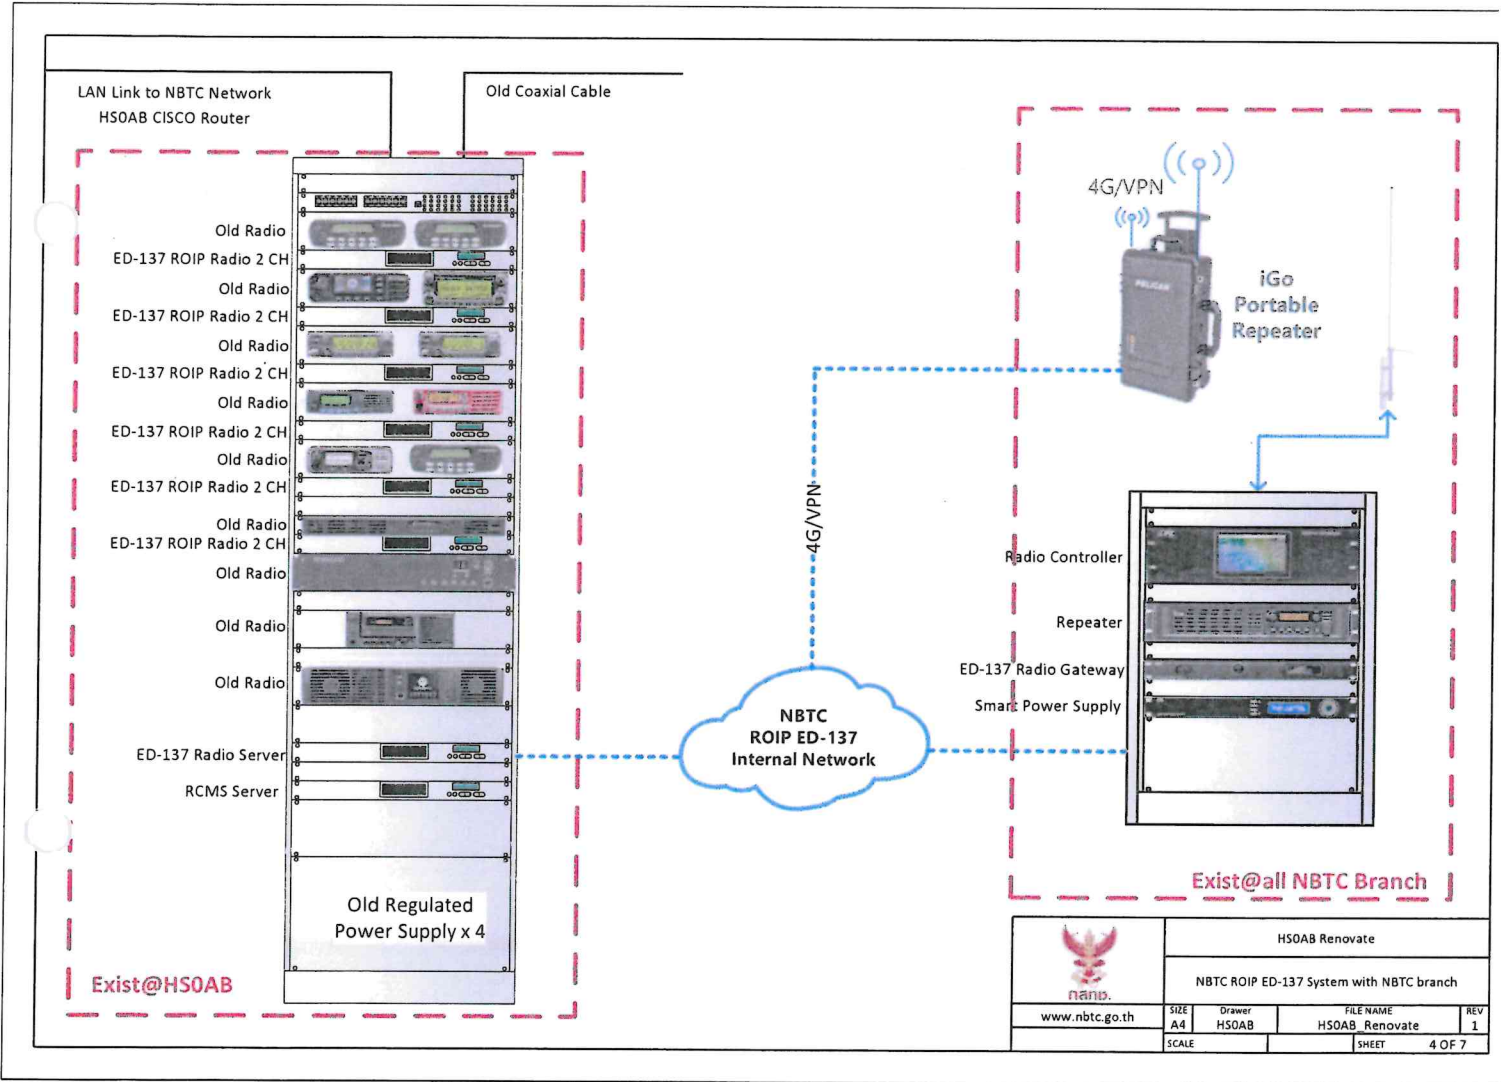 LAN Link to NBTC Network
HS0AB CISCO Router
Old Coaxial Cable
Old Radio
ED-137 ROIP Radio 2 CH
Old Radio
ED-137 ROIP Radio 2 CH
Old Radio
ED-137 ROIP Radio 2 CH
Old Radio
ED-137 ROIP Radio 2 CH
Old Radio
ED-137 ROIP Radio 2 CH
Old Radio
ED-137 ROIP Radio 2 CH
Old Radio
Old Radio
Old Radio
ED-137 Radio Server
RCMS Server
Old Regulated
Power Supply x 4
Exist@HS0AB
4G/VPN
NBTC
ROIP ED-137
Internal Network
4G/VPN
PELICAN
iGo
Portable
Repeater
Radio Controller
Repeater
ED-137 Radio Gateway
Smart Power Supply
Exist@all NBTC Branch
กสทช.
www.nbtc.go.th
HS0AB Renovate
NBTC ROIP ED-137 System with NBTC branch
SIZE Drawer FILE NAME REV
A4 HS0AB HS0AB_Renovate 1
SCALE SHEET 4 OF 7